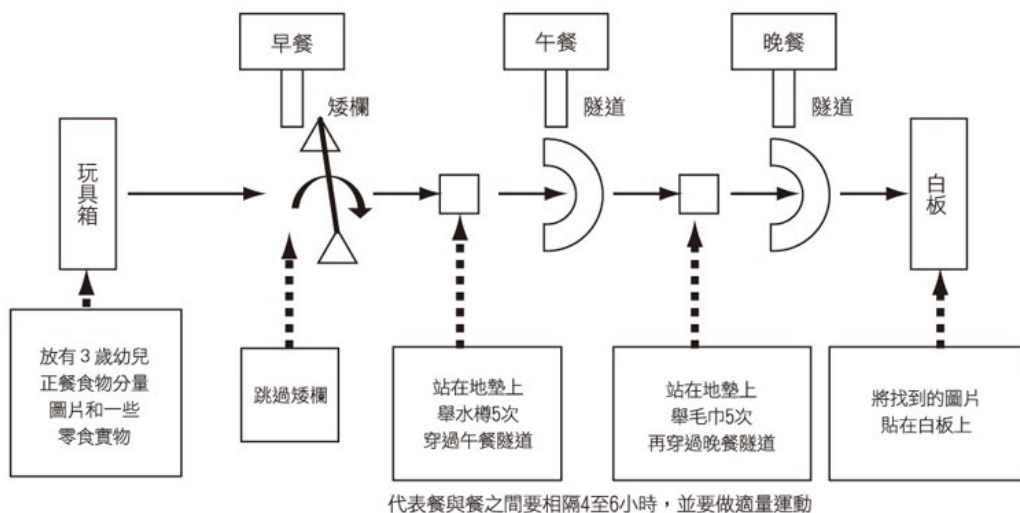 早餐
午餐
晚餐
矮欄
隧道
隧道
玩具箱
白板
放有3歲幼兒
正餐食物分量
圖片和一些
零食實物
跳過矮欄
站在地墊上
舉水樽5次
穿過午餐隧道
站在地墊上
舉毛巾5次
再穿過晚餐隧道
將找到的圖片
貼在白板上
代表餐與餐之間要相隔4至6小時，並要做適量運動